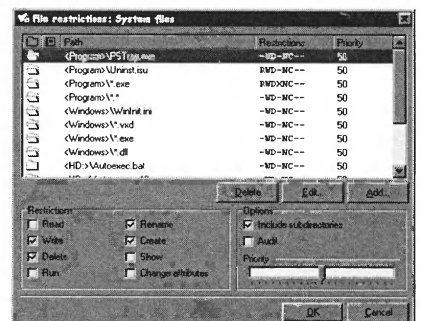 File restrictions: System files
Path Restrictions Priority
<Program>\PSTray.exe -WD-NC-- 50
<Program>\Uninst.isu RWD-NC-- 50
<Program>\*.exe RWDXNC-- 50
<Program>\*.* -WD-NC-- 50
<Windows>\WinInit.ini -WD-NC-- 50
<Windows>\*.vxd -WD-NC-- 50
<Windows>\*.exe -WD-NC-- 50
<Windows>\*.dll -WD-NC-- 50
<HD:>\Autoexec.bat -WD-NC-- 50
Delete Edit... Add...
Restrictions
Read Rename
Write Create
Delete Show
Run Change attributes
Options
Include subdirectories
Audit
Priority
OK Cancel